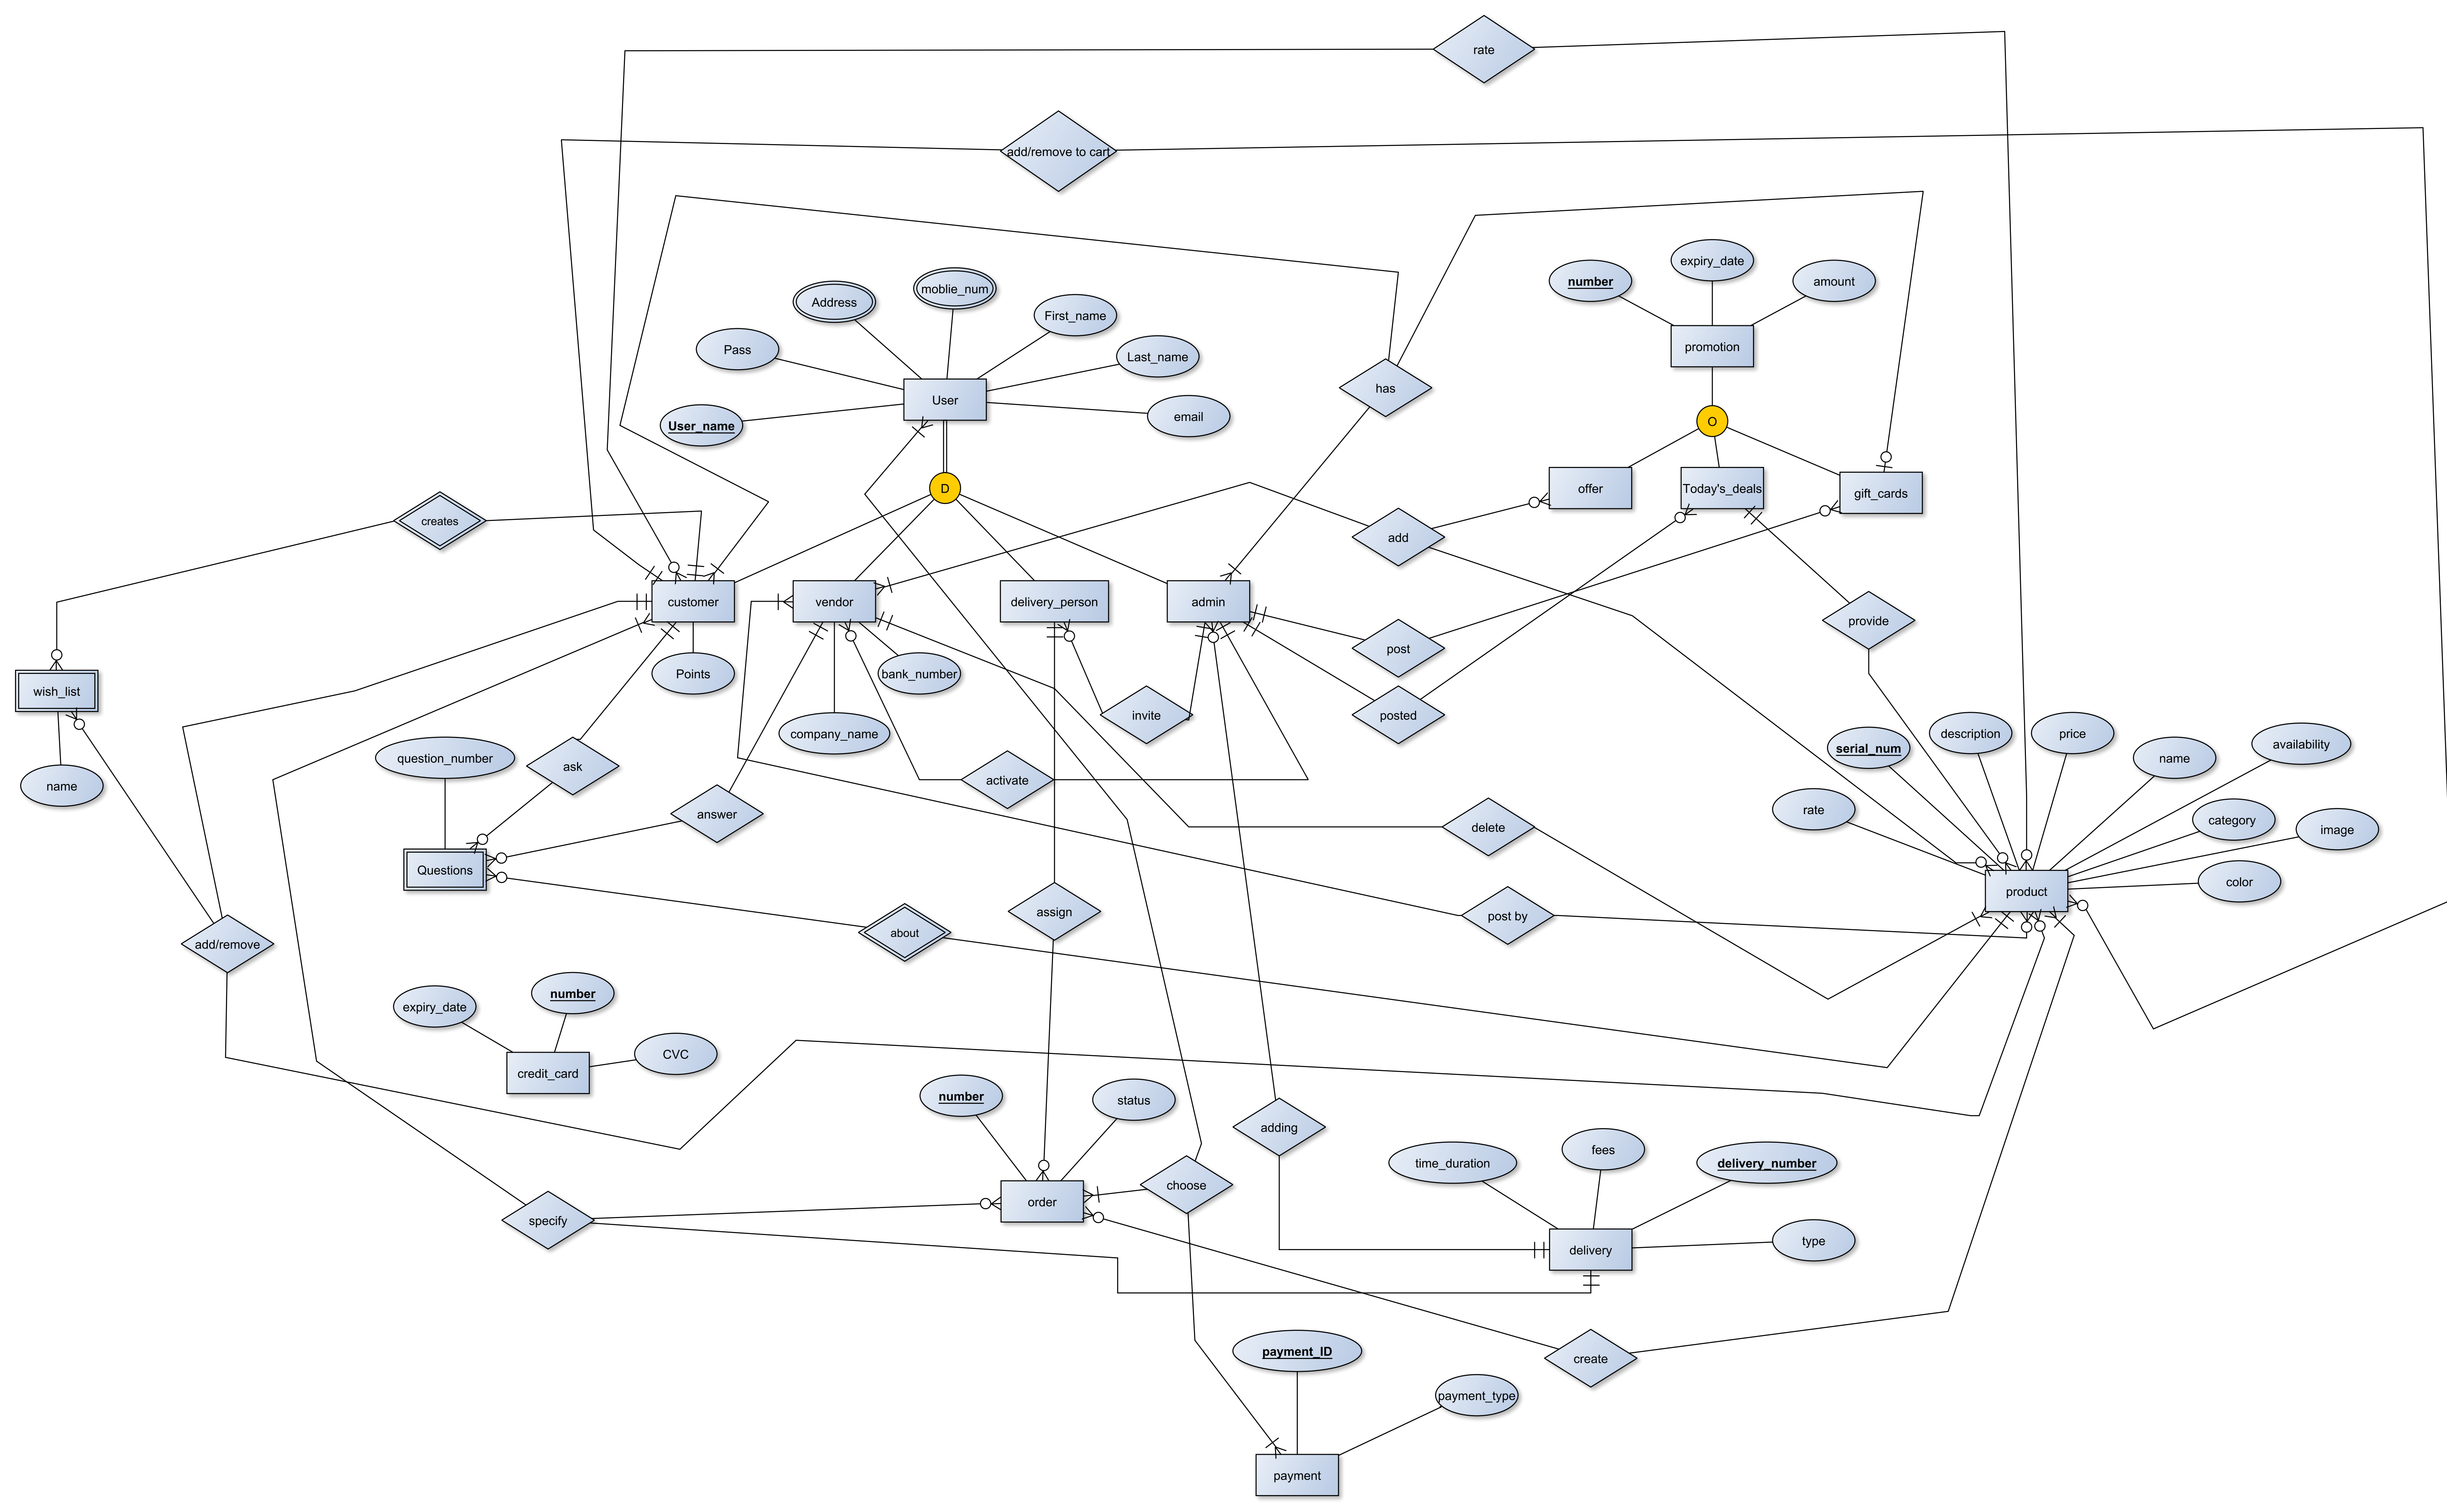 rate
add/remove to cart
expiry_date
number
amount
moblie_num
Address
First_name
Pass
Last_name
promotion
has
User
email
User_name
O
D
offer
Today's_deals
gift_cards
creates
add
customer
vendor
delivery_person
admin
provide
post
Points
bank_number
wish_list
invite
posted
company_name
description
price
serial_num
availability
question_number
name
ask
activate
name
rate
answer
delete
category
image
Questions
color
product
assign
post by
about
add/remove
number
expiry_date
CVC
credit_card
number
status
adding
fees
time_duration
delivery_number
choose
order
specify
type
delivery
payment_ID
create
payment_type
payment